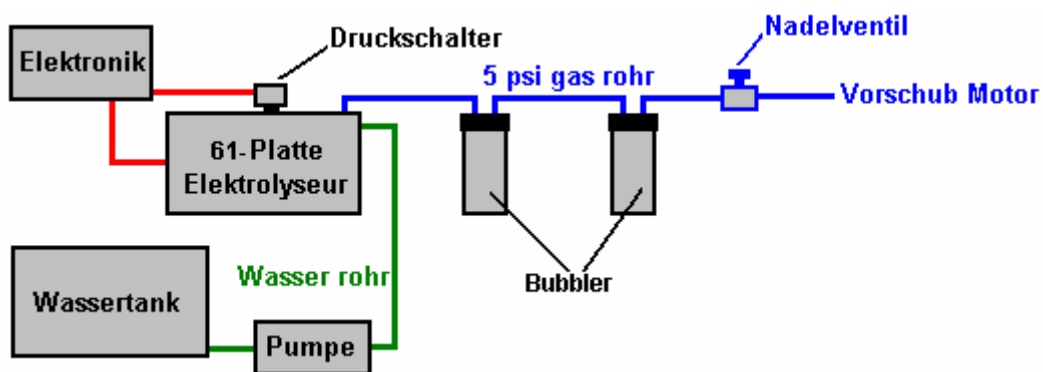 Druckschalter
Nadelventil
Elektronik
5 psi gas rohr
Vorschub Motor
61-Platte
Elektrolyseur
Wasser rohr
Bubbler
Wassertank
Pumpe